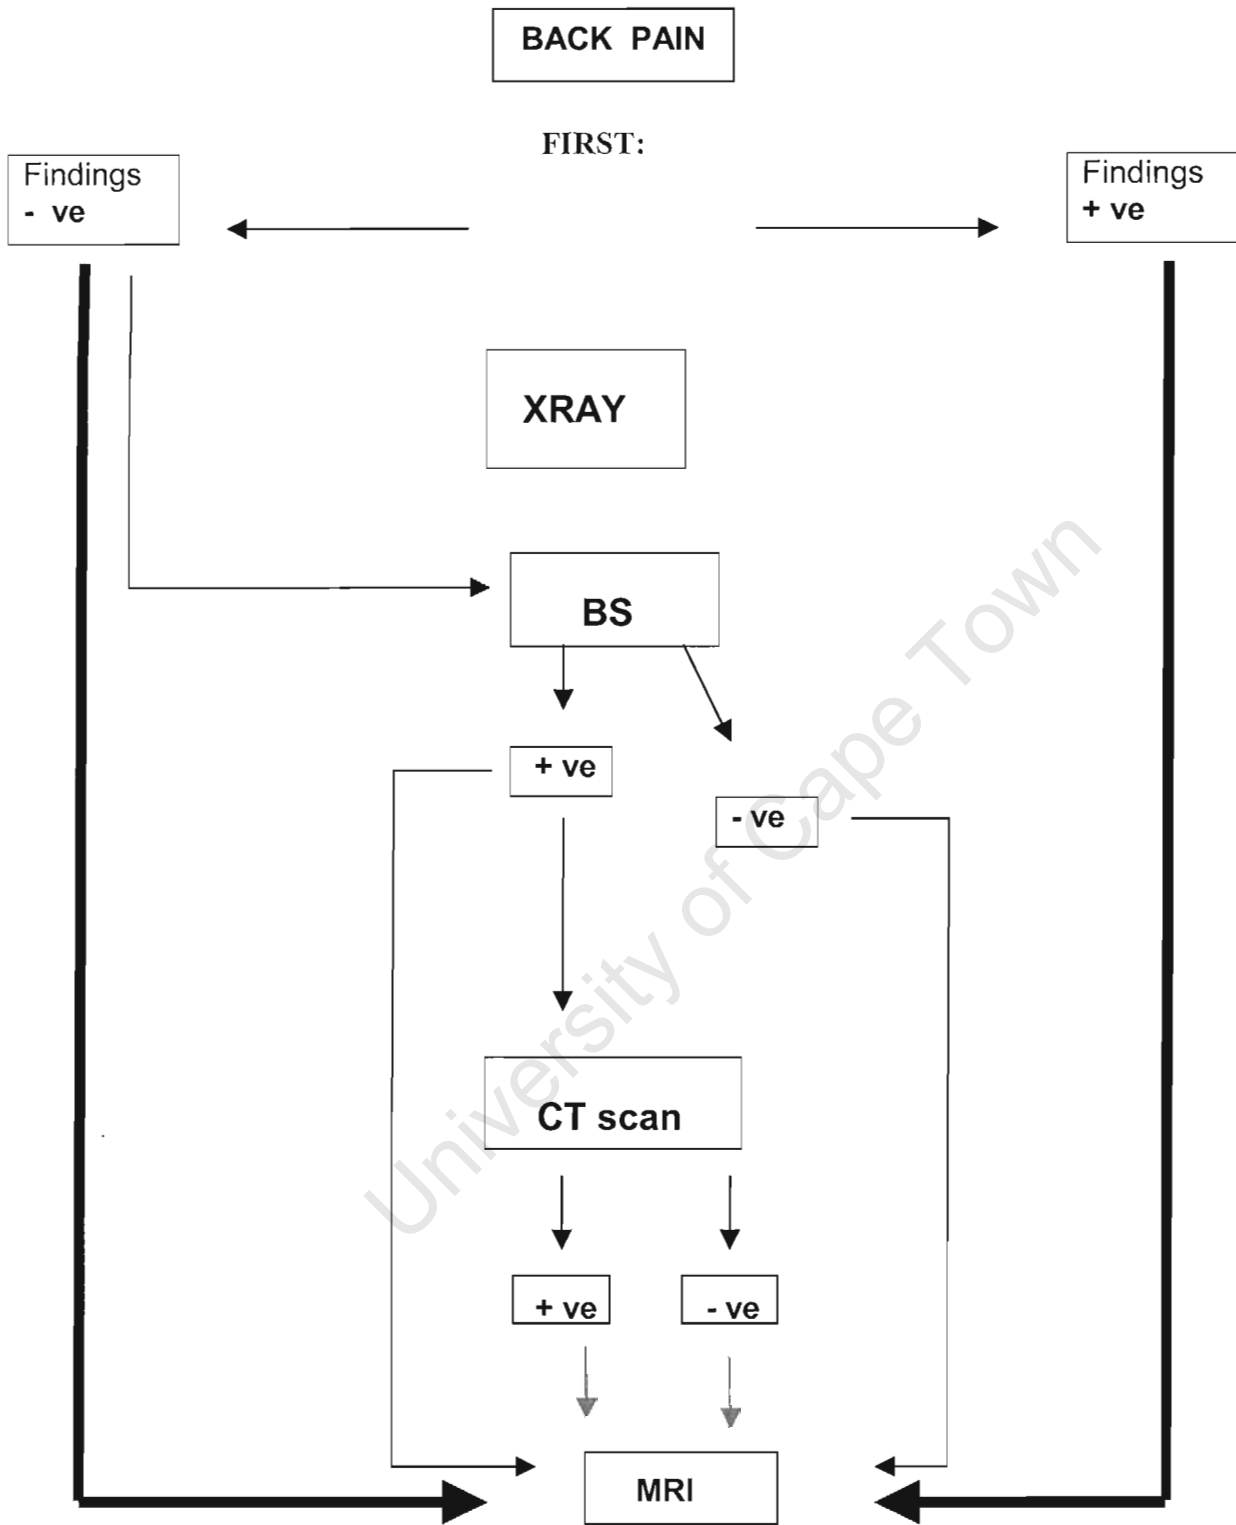 BACK PAIN
FIRST:
Findings
- ve
Findings
+ ve
XRAY
BS
+ ve
- ve
CT scan
+ ve
- ve
MRI
University of Cape Town